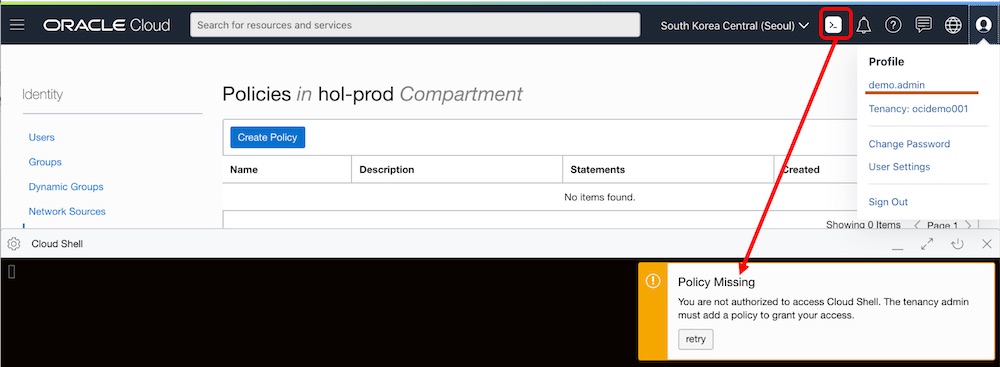 ORACLE Cloud
Search for resources and services
South Korea Central (Seoul)
Profile
demo.admin
Tenancy: ocidemo001
Change Password
User Settings
Sign Out
Identity
Users
Groups
Dynamic Groups
Network Sources
Policies in hol-prod Compartment
Create Policy
Name Description Statements Created
No items found.
Showing 0 Items < Page 1 >
Cloud Shell
Policy Missing
You are not authorized to access Cloud Shell. The tenancy admin
must add a policy to grant your access.
retry